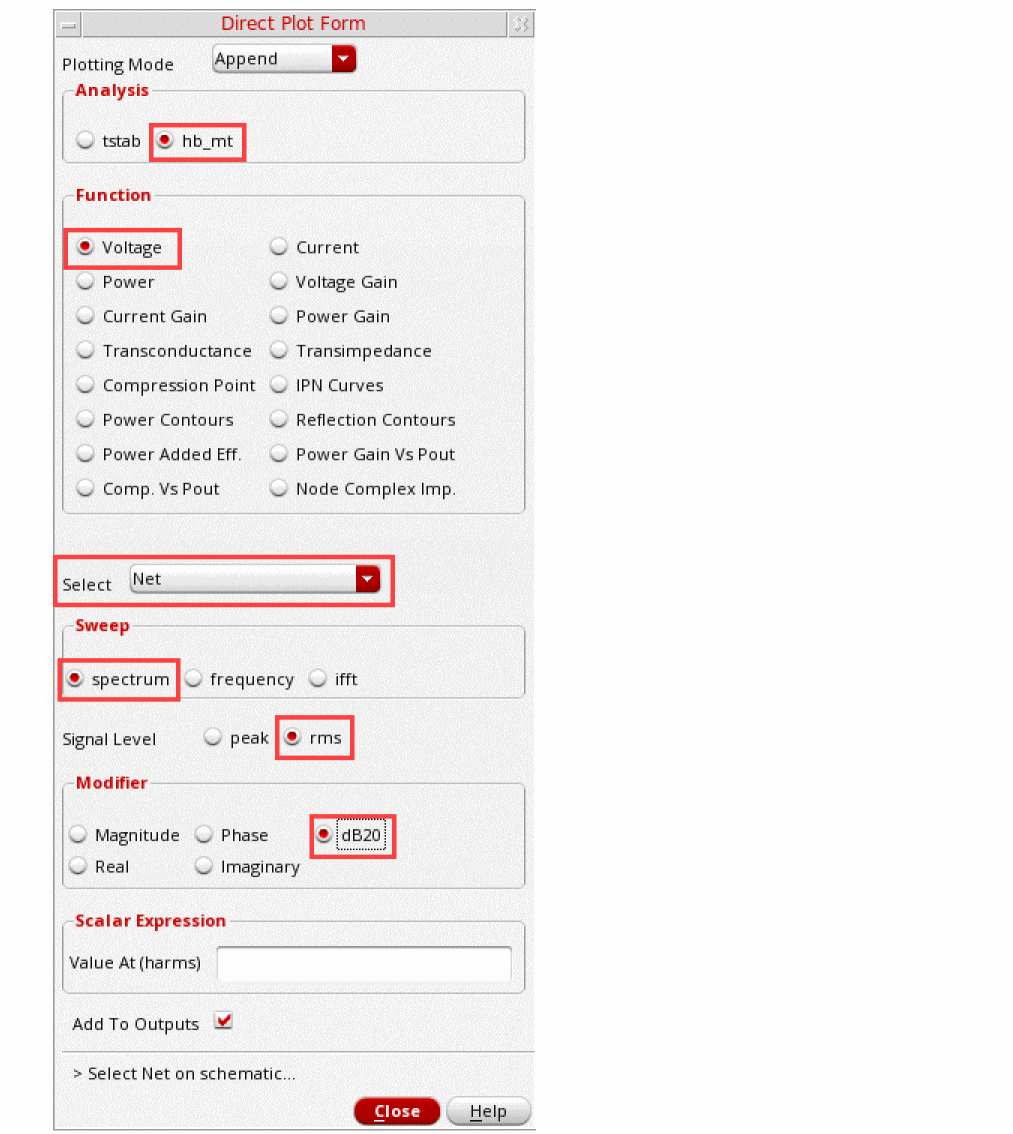 Direct Plot Form
Plotting Mode Append
Analysis
tstab hb_mt
Function
Voltage Current
Power Voltage Gain
Current Gain Power Gain
Transconductance Transimpedance
Compression Point IPN Curves
Power Contours Reflection Contours
Power Added Eff. Power Gain Vs Pout
Comp. Vs Pout Node Complex Imp.
Select Net
Sweep
spectrum frequency ifft
Signal Level peak rms
Modifier
Magnitude Phase dB20
Real Imaginary
Scalar Expression
Value At (harms)
Add To Outputs
> Select Net on schematic...
Close Help